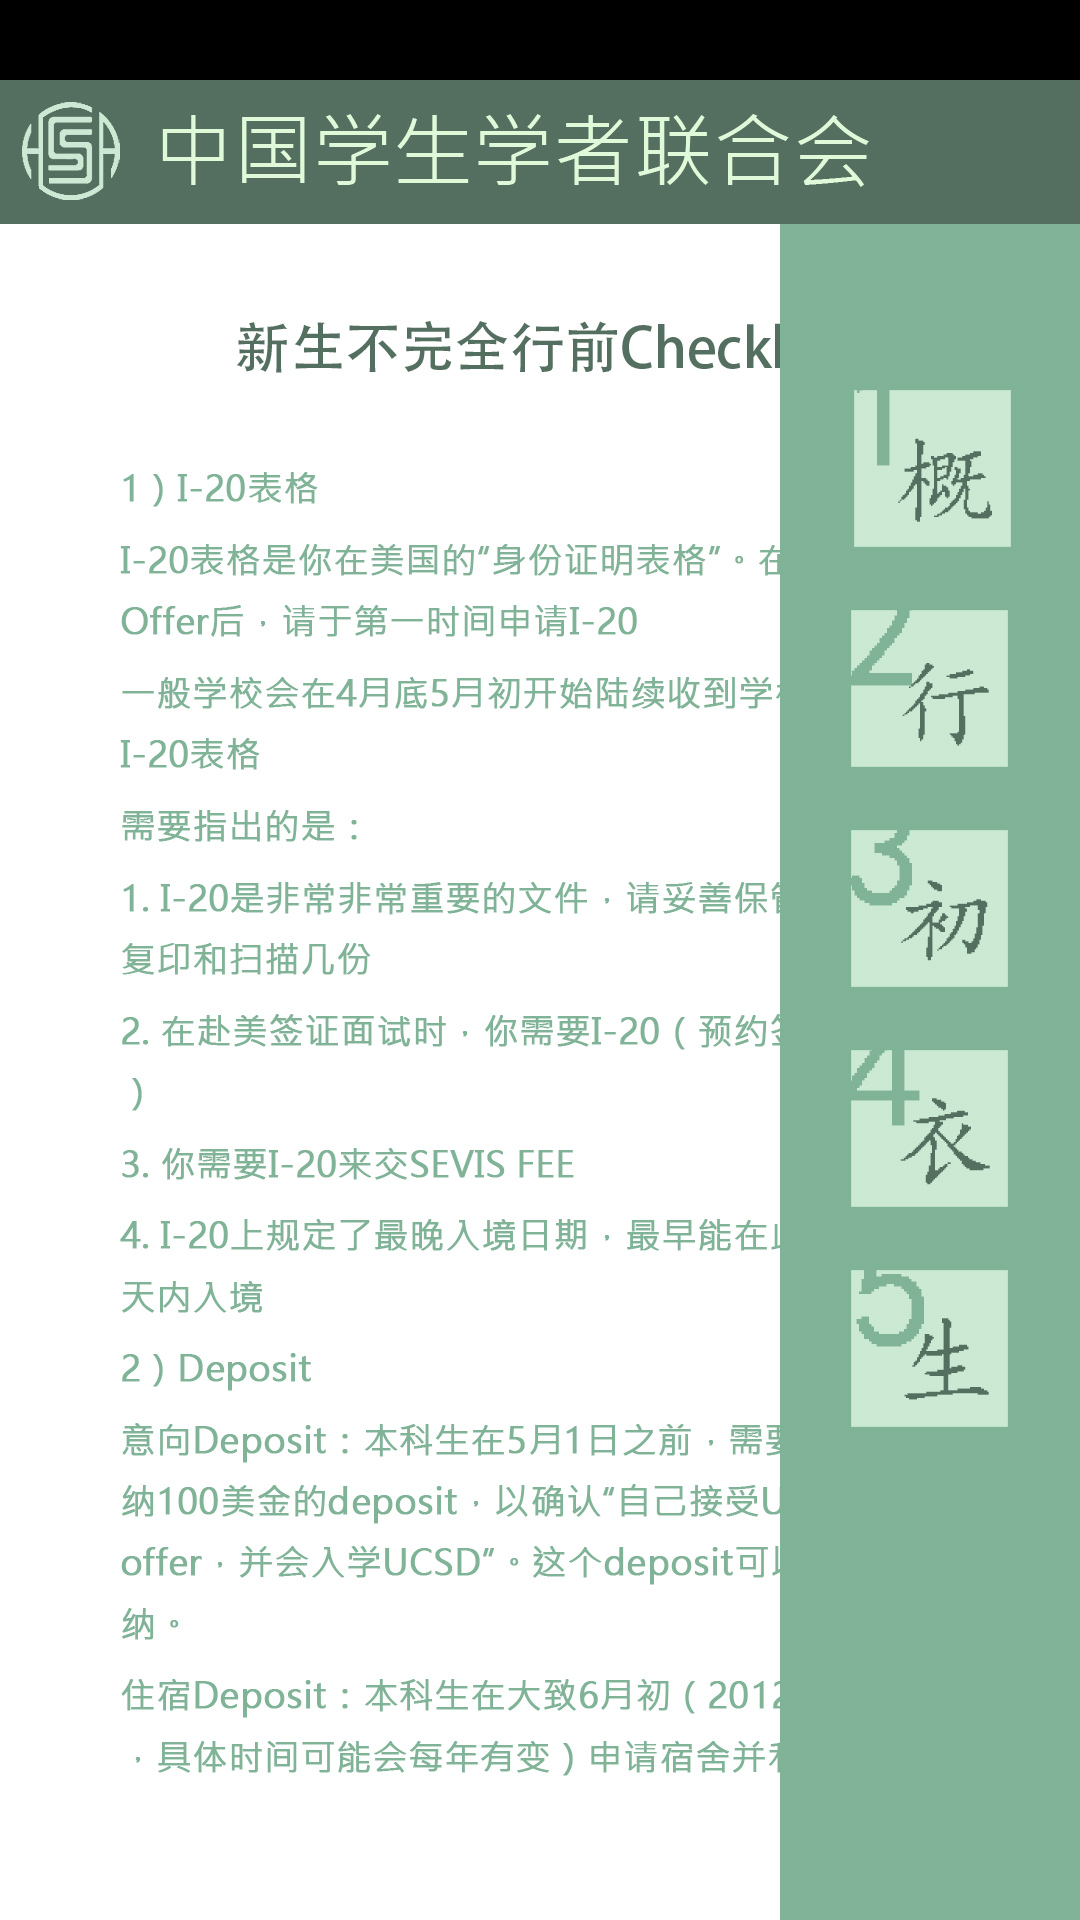 中国学生学者联合会
新生不完全行前Check
1）I-20表格
I-20表格是你在美国的“身份证明表格”。在
Offer后，请于第一时间申请I-20
一般学校会在4月底5月初开始陆续收到学
I-20表格
需要指出的是：
1. I-20是非常非常重要的文件，请妥善保
复印和扫描几份
2. 在赴美签证面试时，你需要I-20（预约
）
3. 你需要I-20来交SEVIS FEE
4. I-20上规定了最晚入境日期，最早能在
天内入境
2）Deposit
意向Deposit：本科生在5月1日之前，需要
纳100美金的deposit，以确认“自己接受U
offer，并会入学UCSD”。这个deposit可
纳。
住宿Deposit：本科生在大致6月初（2012
，具体时间可能会每年有变）申请宿舍并
1 概
2 行
3 初
4 衣
5 生